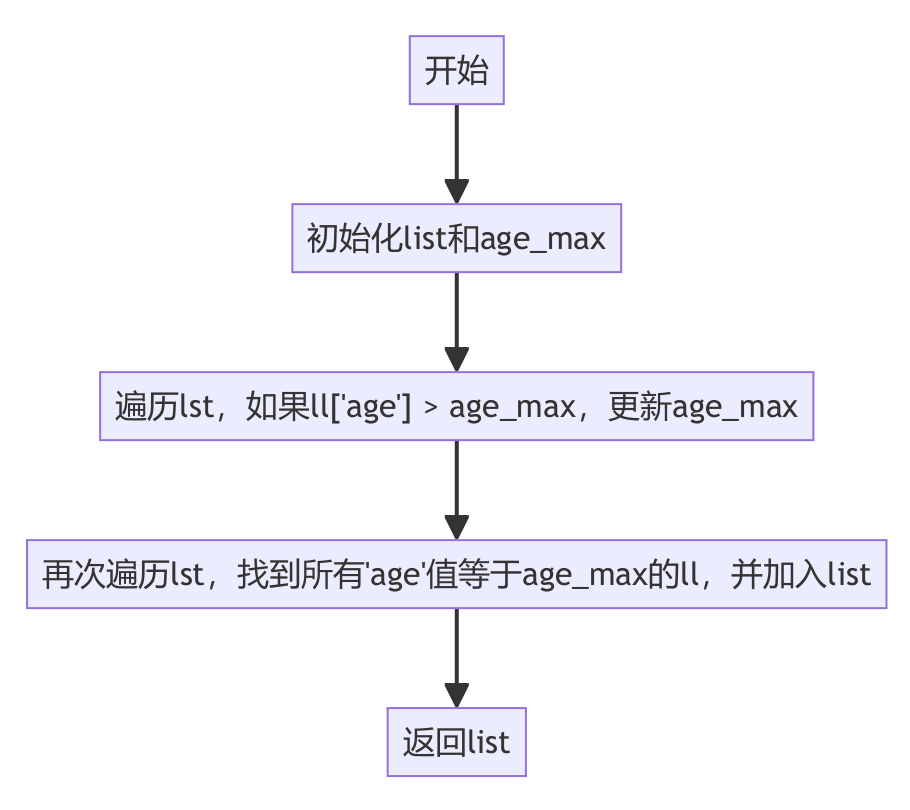 开始
初始化list和age_max
遍历lst，如果ll['age'] > age_max，更新age_max
再次遍历lst，找到所有'age'值等于age_max的ll，并加入list
返回list